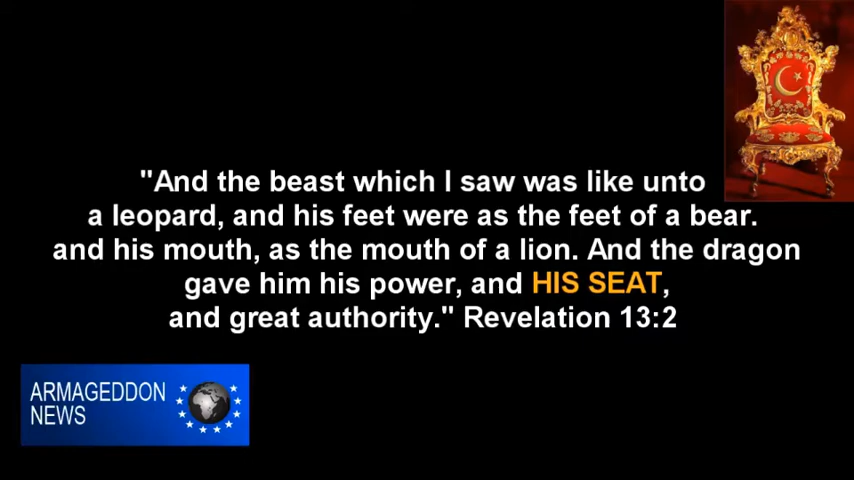 "And the beast which I saw was like unto
a leopard, and his feet were as the feet of a bear.
and his mouth, as the mouth of a lion. And the dragon
gave him his power, and HIS SEAT,
and great authority." Revelation 13:2
ARMAGEDDON
NEWS